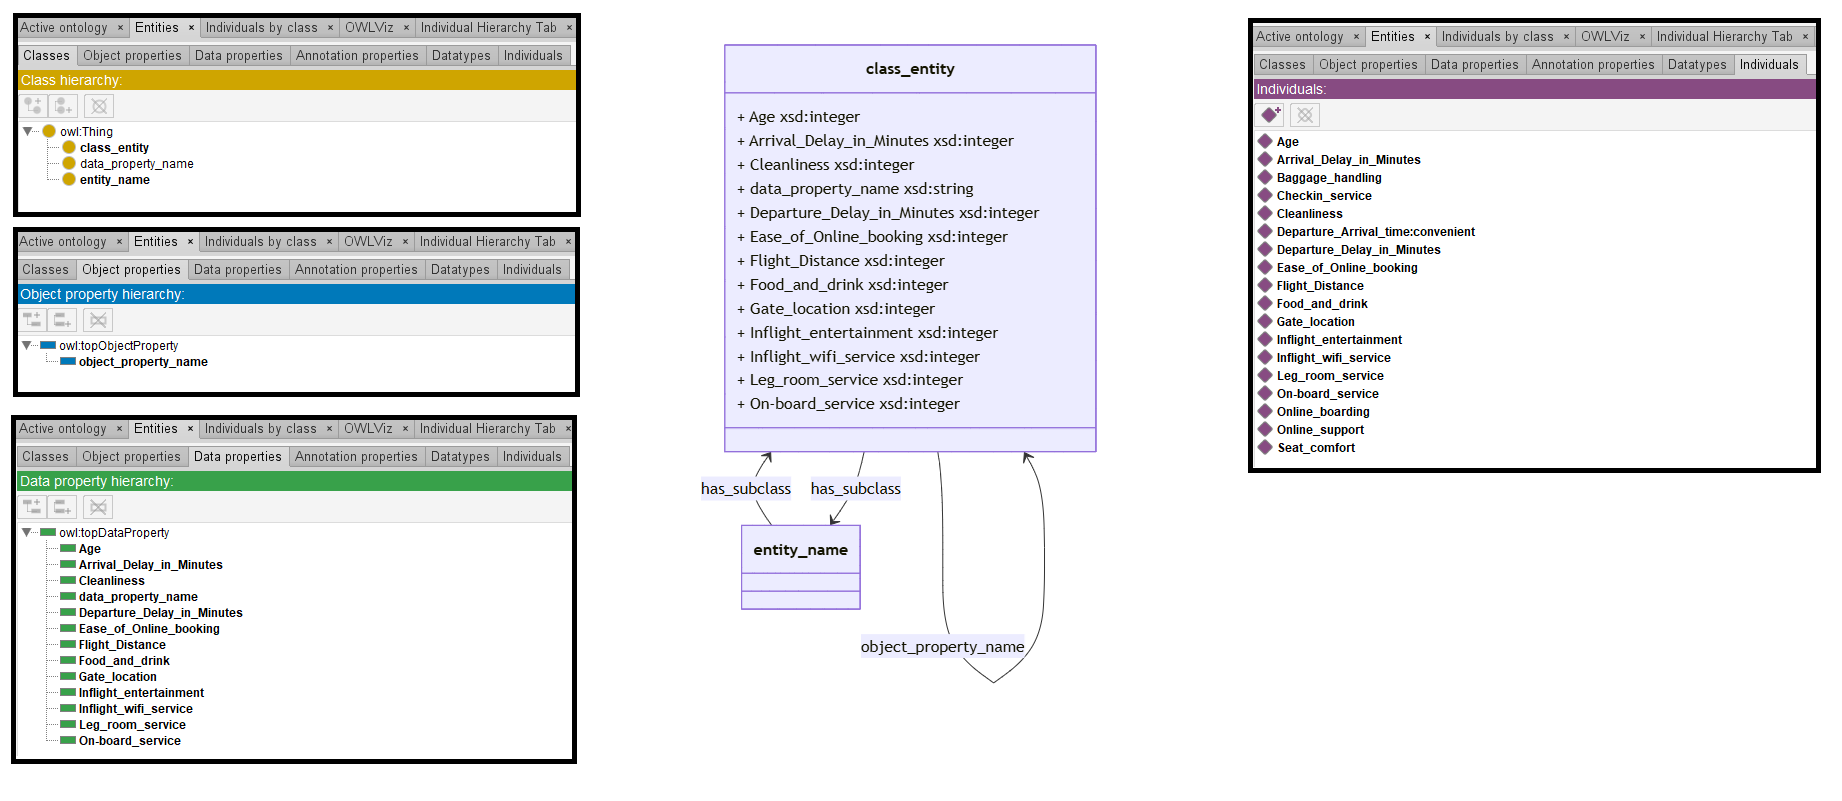 Active ontology × Entities × Individuals by class × OWLViz × Individual Hierarchy Tab ×
Classes Object properties Data properties Annotation properties Datatypes Individuals
Class hierarchy:
owl:Thing
class_entity
data_property_name
entity_name
Active ontology × Entities × Individuals by class × OWLViz × Individual Hierarchy Tab ×
Classes Object properties Data properties Annotation properties Datatypes Individuals
Object property hierarchy:
owl:topObjectProperty
object_property_name
Active ontology × Entities × Individuals by class × OWLViz × Individual Hierarchy Tab ×
Classes Object properties Data properties Annotation properties Datatypes Individuals
Data property hierarchy:
owl:topDataProperty
Age
Arrival_Delay_in_Minutes
Cleanliness
data_property_name
Departure_Delay_in_Minutes
Ease_of_Online_booking
Flight_Distance
Food_and_drink
Gate_location
Inflight_entertainment
Inflight_wifi_service
Leg_room_service
On-board_service
class_entity
+ Age xsd:integer
+ Arrival_Delay_in_Minutes xsd:integer
+ Cleanliness xsd:integer
+ data_property_name xsd:string
+ Departure_Delay_in_Minutes xsd:integer
+ Ease_of_Online_booking xsd:integer
+ Flight_Distance xsd:integer
+ Food_and_drink xsd:integer
+ Gate_location xsd:integer
+ Inflight_entertainment xsd:integer
+ Inflight_wifi_service xsd:integer
+ Leg_room_service xsd:integer
+ On-board_service xsd:integer
has_subclass has_subclass
entity_name
object_property_name
Active ontology × Entities × Individuals by class × OWLViz × Individual Hierarchy Tab ×
Classes Object properties Data properties Annotation properties Datatypes Individuals
Individuals:
Age
Arrival_Delay_in_Minutes
Baggage_handling
Checkin_service
Cleanliness
Departure_Arrival_time:convenient
Departure_Delay_in_Minutes
Ease_of_Online_booking
Flight_Distance
Food_and_drink
Gate_location
Inflight_entertainment
Inflight_wifi_service
Leg_room_service
On-board_service
Online_boarding
Online_support
Seat_comfort